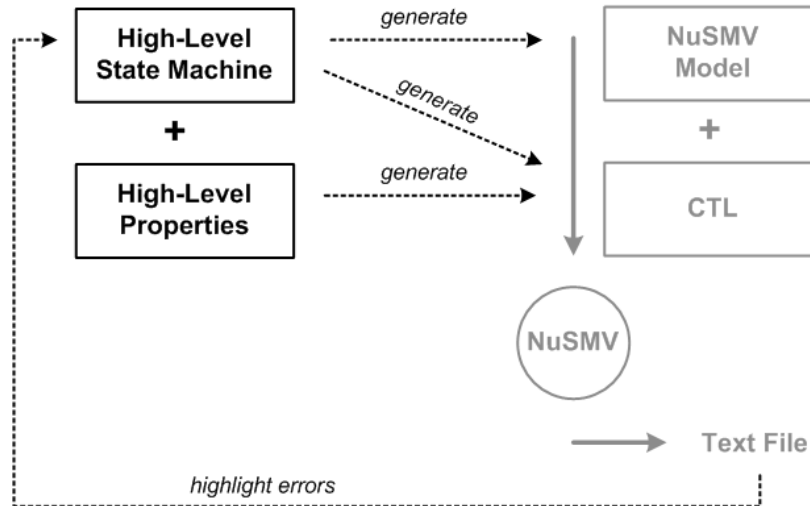 High-Level
State Machine
+
High-Level
Properties
generate
generate
generate
NuSMV
Model
+
CTL
NuSMV
Text File
highlight errors